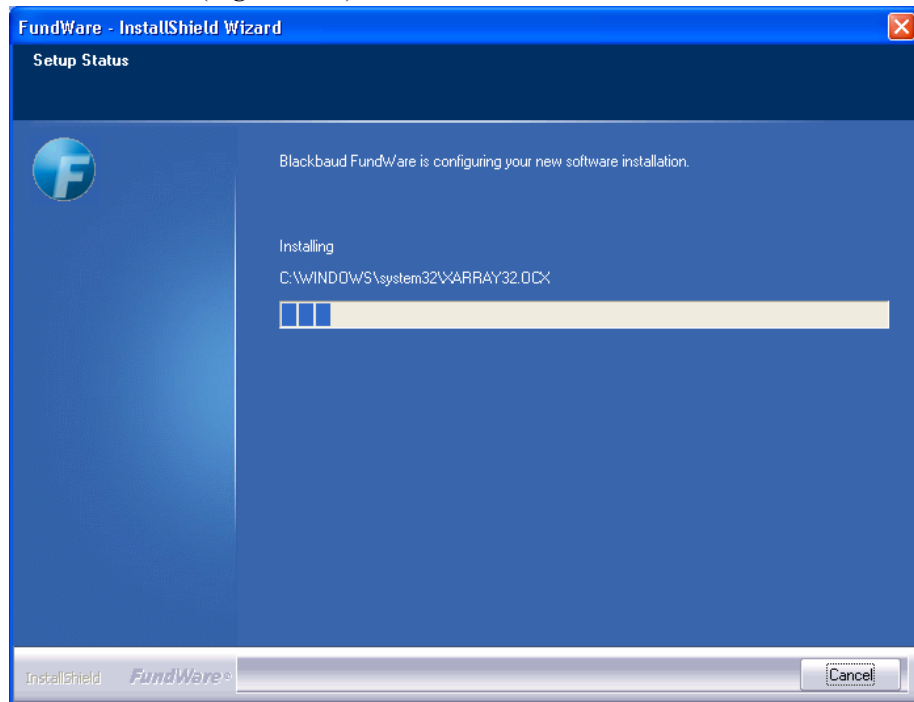 FundWare - InstallShield Wizard
Setup Status
Blackbaud FundWare is configuring your new software installation.
Installing
C:\WINDOWS\system32\XARRAY32.OCX
InstallShield FundWare®
Cancel